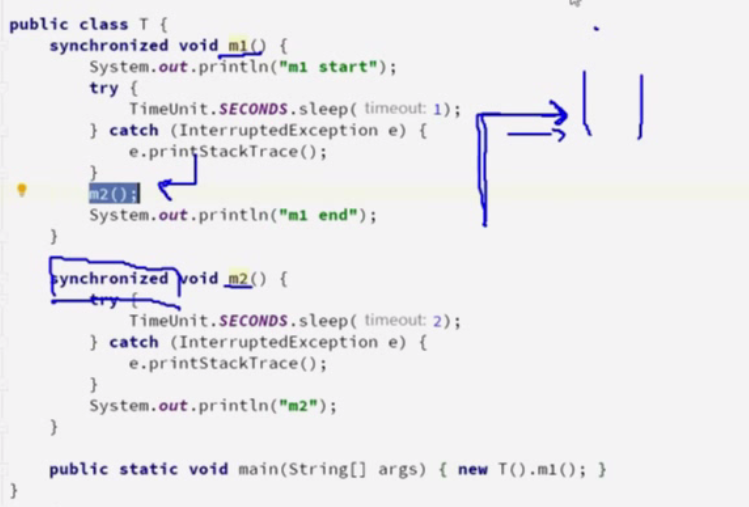 public class T {
synchronized void m1() {
System.out.println("m1 start");
try {
TimeUnit.SECONDS.sleep( timeout: 1);
} catch (InterruptedException e) {
e.printStackTrace();
}
m2();
System.out.println("m1 end");
}
synchronized void m2() {
try {
TimeUnit.SECONDS.sleep( timeout: 2);
} catch (InterruptedException e) {
e.printStackTrace();
}
System.out.println("m2");
}
public static void main(String[] args) { new T().m1(); }
}